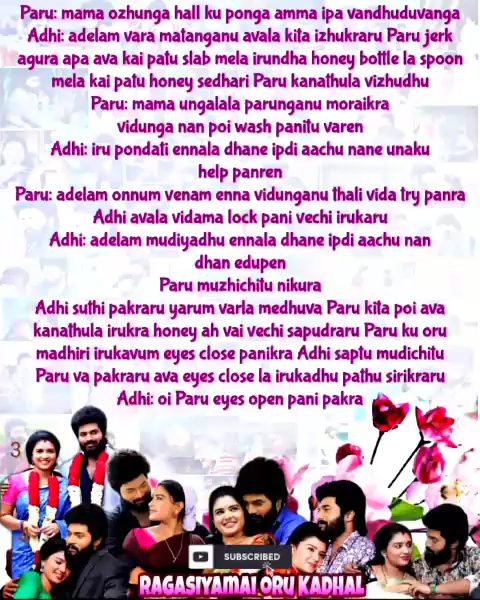 Paru: mama ozhunga hall ku ponga amma ipa vandhuduvanga
Adhi: adelam vara matanganu avala kita izhukraru Paru jerk
agura apa ava kai patu slab mela irundha honey bottle la spoon
mela kai patu honey sedhari Paru kanathula vizhudhu
Paru: mama ungalala parunganu moraikra
vidunga nan poi wash panitu varen
Adhi: iru pondati ennala dhane ipdi aachu nane unaku
help panren
Paru: adelam onnum venam enna vidunganu thali vida try panra
Adhi avala vidama lock pani vechi irukaru
Adhi: adelam mudiyadhu ennala dhane ipdi aachu nan
dhan edupen
Paru muzhichitu nikura
Adhi suthi pakraru yarum varla medhuva Paru kita poi ava
kanathula irukra honey ah vai vechi sapudraru Paru ku oru
madhiri irukavum eyes close panikra Adhi saptu mudichitu
Paru va pakraru ava eyes close la irukadhu pathu sirikraru
Adhi: oi Paru eyes open pani pakra
3
SUBSCRIBED
RAGASIYAMAI ORU KADHAL